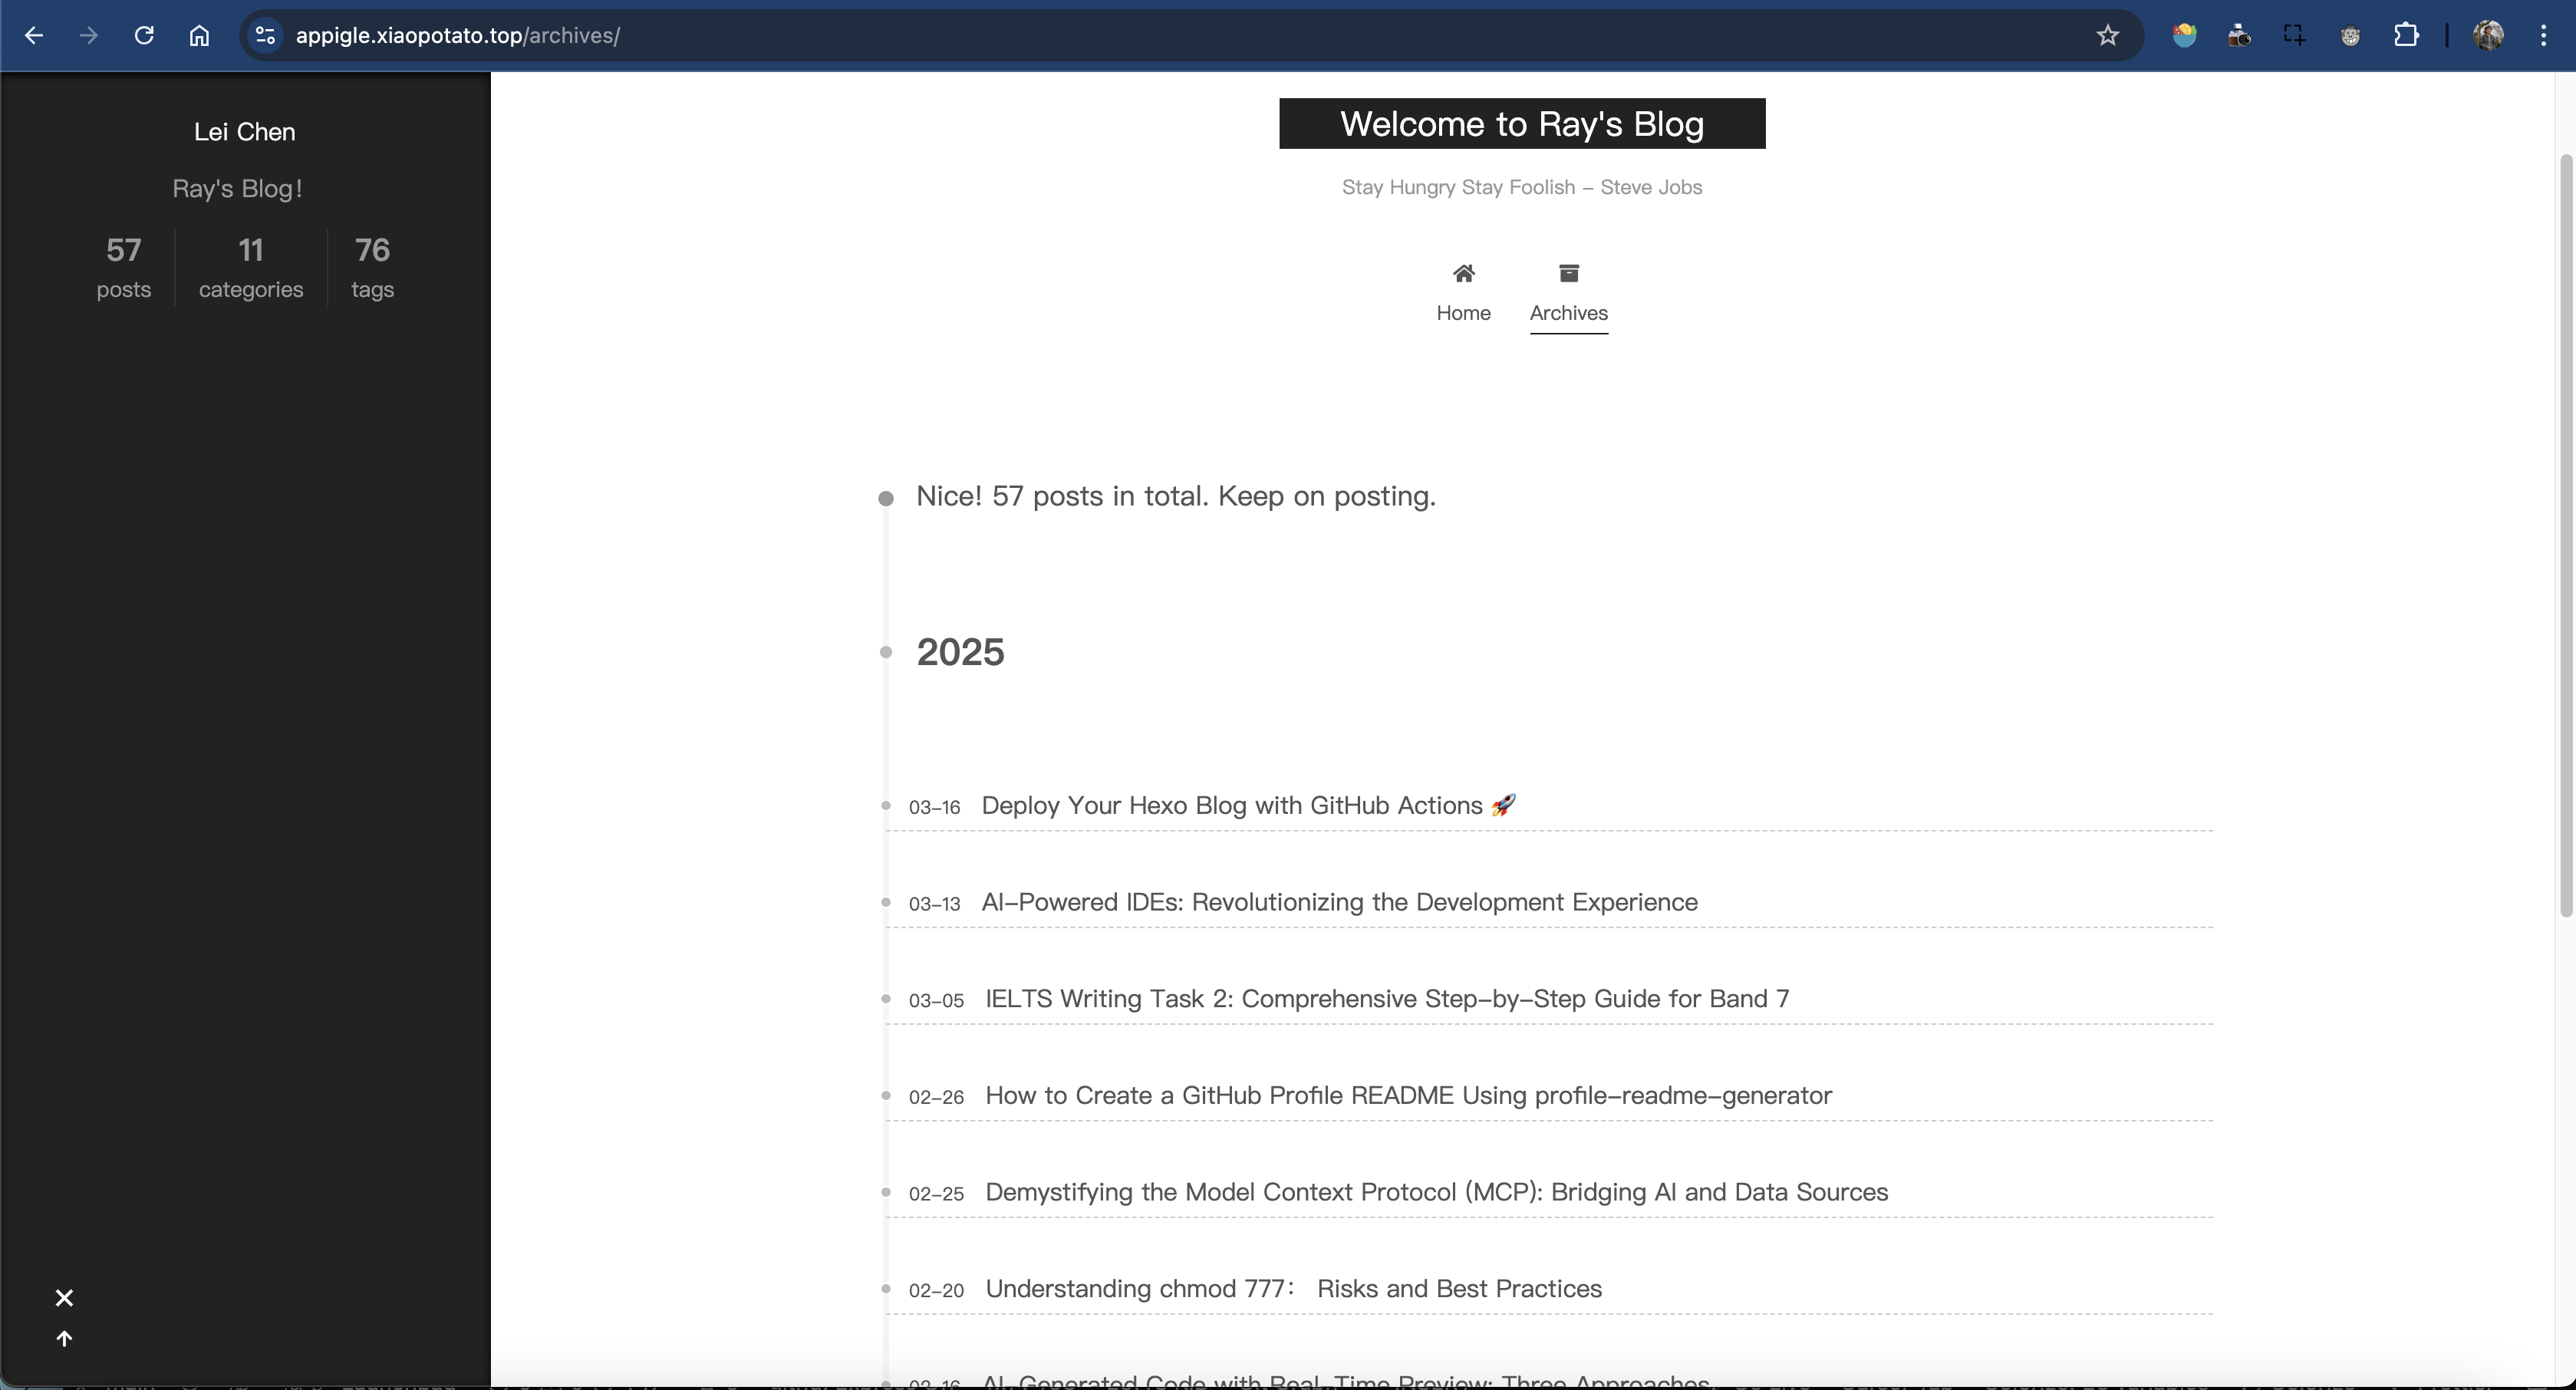 appigle.xiaopotato.top/archives/
Lei Chen
Ray's Blog!
57
posts
11
categories
76
tags
Welcome to Ray's Blog
Stay Hungry Stay Foolish – Steve Jobs
Home
Archives
Nice! 57 posts in total. Keep on posting.
2025
03-16 Deploy Your Hexo Blog with GitHub Actions 🚀
03-13 AI-Powered IDEs: Revolutionizing the Development Experience
03-05 IELTS Writing Task 2: Comprehensive Step-by-Step Guide for Band 7
02-26 How to Create a GitHub Profile README Using profile-readme-generator
02-25 Demystifying the Model Context Protocol (MCP): Bridging AI and Data Sources
02-20 Understanding chmod 777： Risks and Best Practices
02-16 AI-Generated Code with Real-Time Preview: Three Approaches